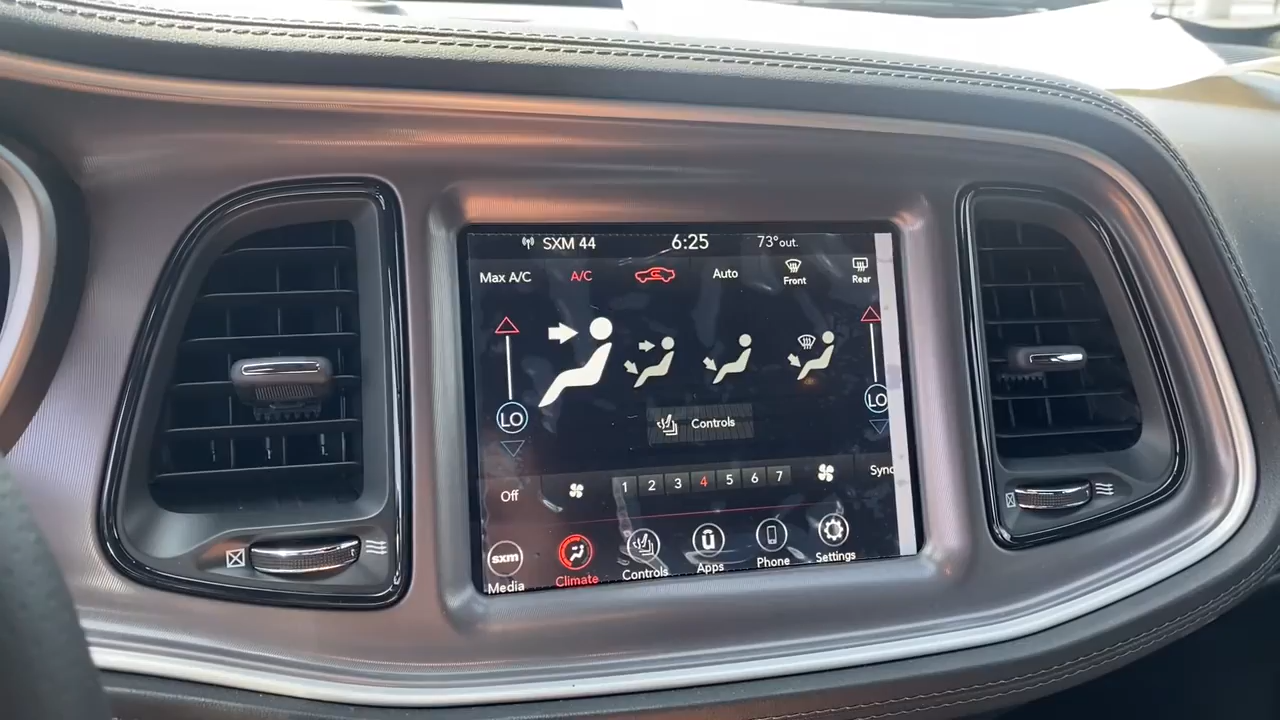 SXM 44 6:25 73°out.
Max A/C A/C Auto Front Rear
LO LO
Controls
Off 1 2 3 4 5 6 7 Sync
sxm
Media Climate Controls Apps Phone Settings